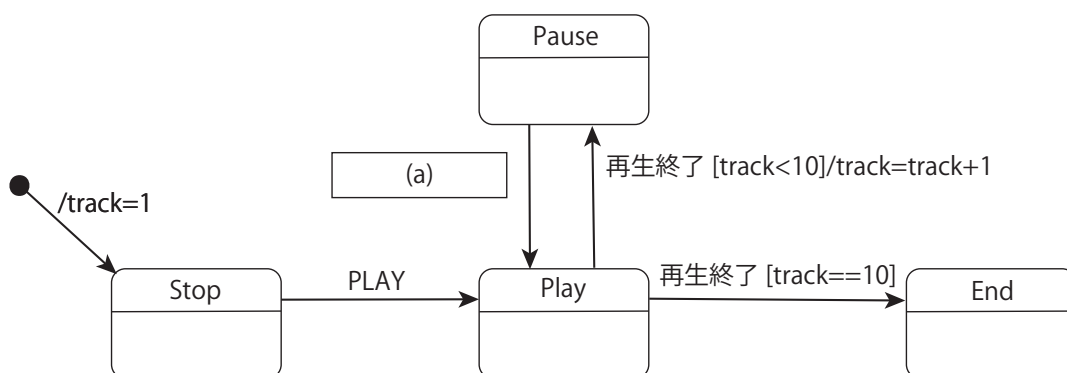 Pause
(a)
再生終了 [track<10]/track=track+1
/track=1
Stop
PLAY
Play
再生終了 [track==10]
End